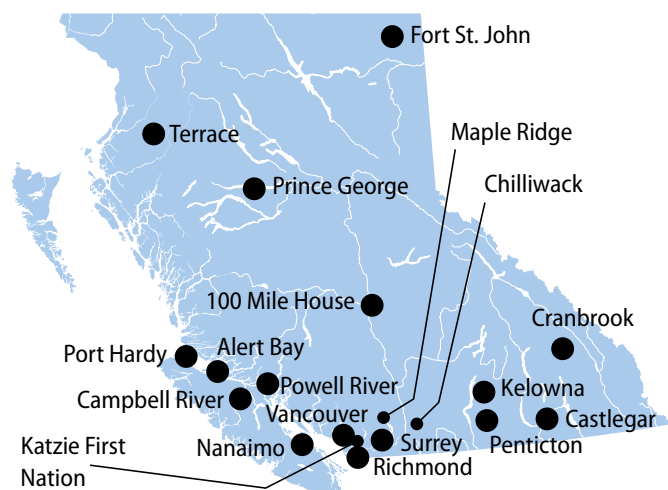 Fort St. John
Maple Ridge
Terrace
Chilliwack
Prince George
100 Mile House
Cranbrook
Port Hardy
Alert Bay
Powell River
Kelowna
Campbell River
Vancouver
Castlegar
Katzie First
Nation
Nanaimo
Surrey
Penticton
Richmond